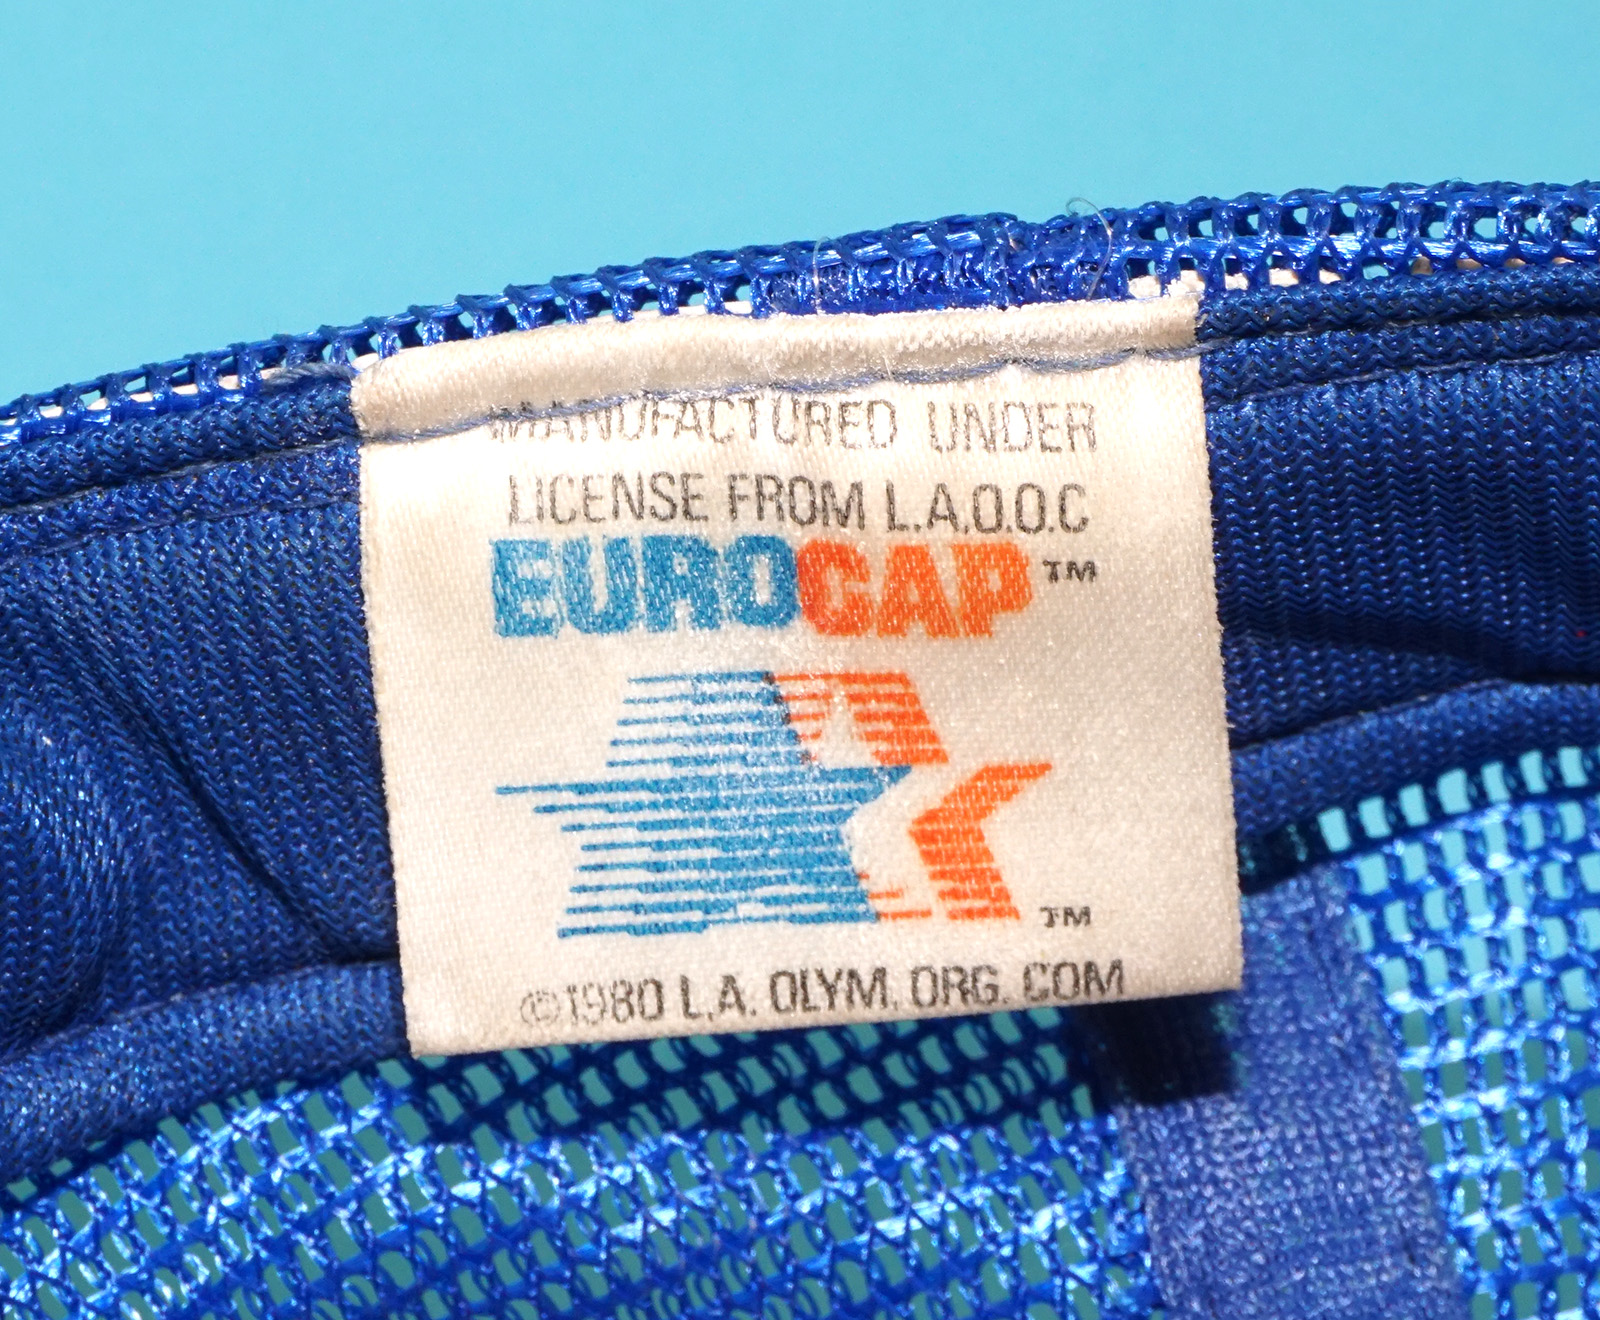 MANUFACTURED UNDER
LICENSE FROM L.A.O.O.C
EUROCAP™
™
©1980 L.A. OLYM. ORG. COM